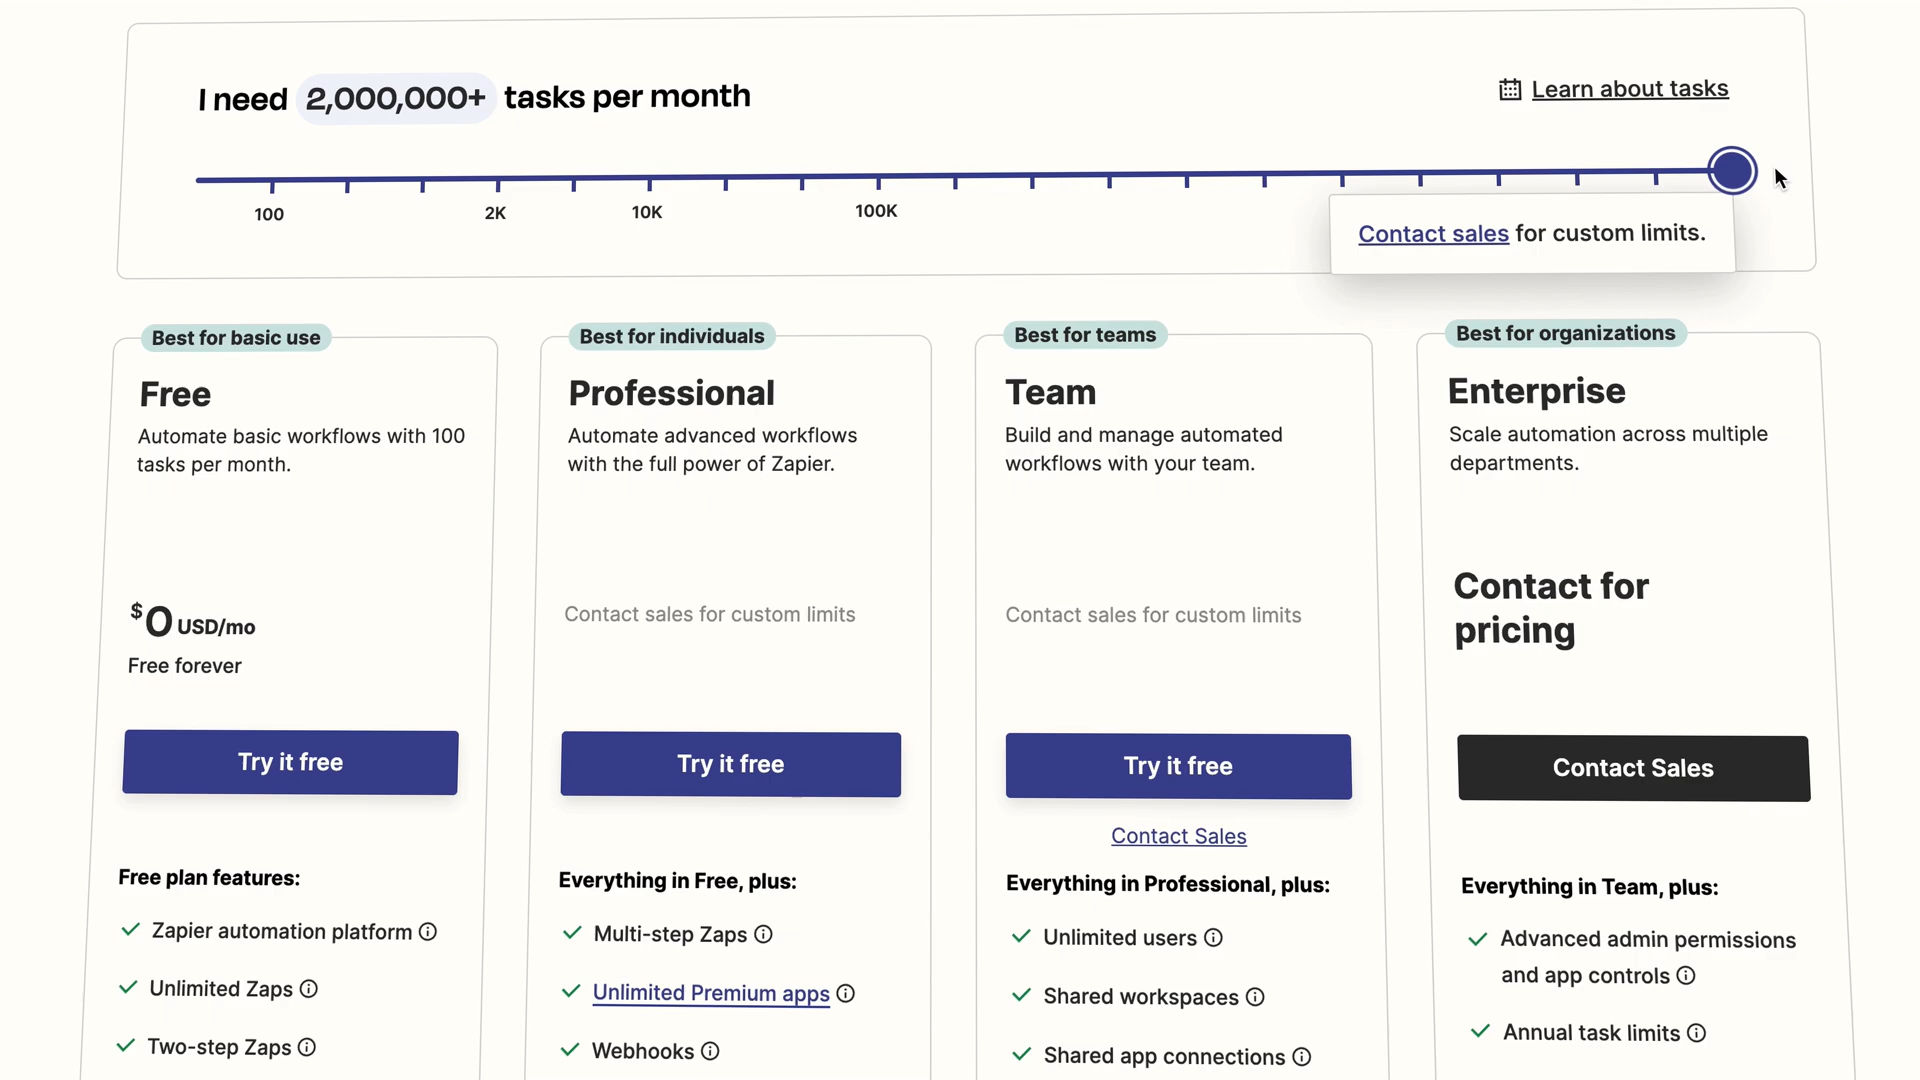 I need 2,000,000+ tasks per month
Learn about tasks
100
2K
10K
100K
Contact sales for custom limits.
Best for basic use
Free
Automate basic workflows with 100
tasks per month.
$0 USD/mo
Free forever
Try it free
Free plan features:
Zapier automation platform
Unlimited Zaps
Two-step Zaps
Best for individuals
Professional
Automate advanced workflows
with the full power of Zapier.
Contact sales for custom limits
Try it free
Everything in Free, plus:
Multi-step Zaps
Unlimited Premium apps
Webhooks
Best for teams
Team
Build and manage automated
workflows with your team.
Contact sales for custom limits
Try it free
Contact Sales
Everything in Professional, plus:
Unlimited users
Shared workspaces
Shared app connections
Best for organizations
Enterprise
Scale automation across multiple
departments.
Contact for
pricing
Contact Sales
Everything in Team, plus:
Advanced admin permissions
and app controls
Annual task limits